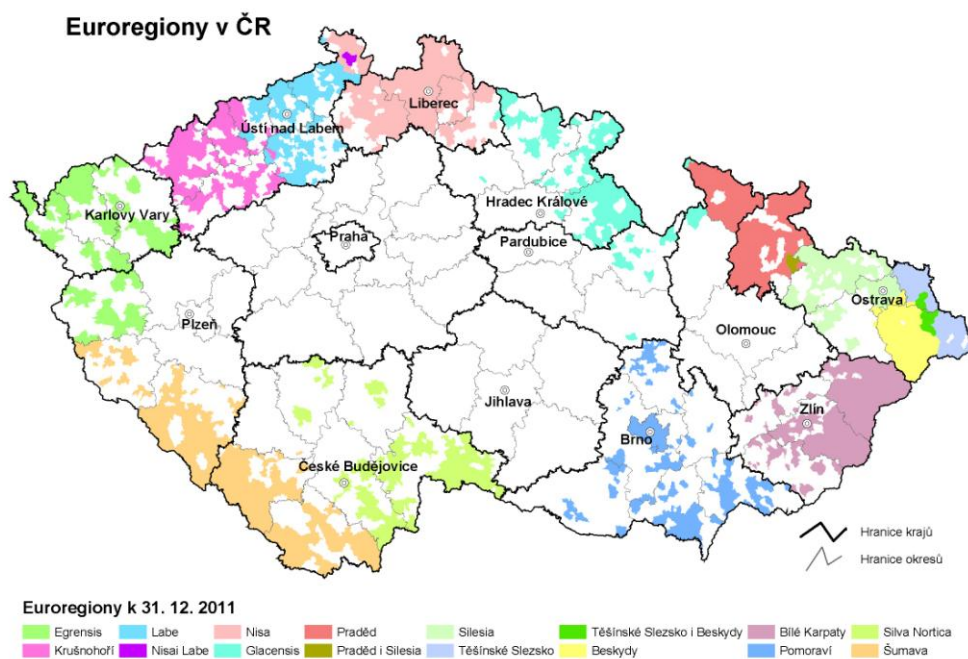 Euroregiony v ČR
Liberec
Ústí nad Labem
Karlovy Vary
Hradec Králové
Praha
Pardubice
Ostrava
Plzeň
Olomouc
Jihlava
Zlín
Brno
České Budějovice
Hranice krajů
Hranice okresů
Euroregiony k 31. 12. 2011
Egrensis Labe Nisa Praděd Silesia Těšínské Slezsko i Beskydy Bílé Karpaty Silva Nortica
Krušnohoří Nisai Labe Glacensis Praděd i Silesia Těšínské Slezsko Beskydy Pomoraví Šumava